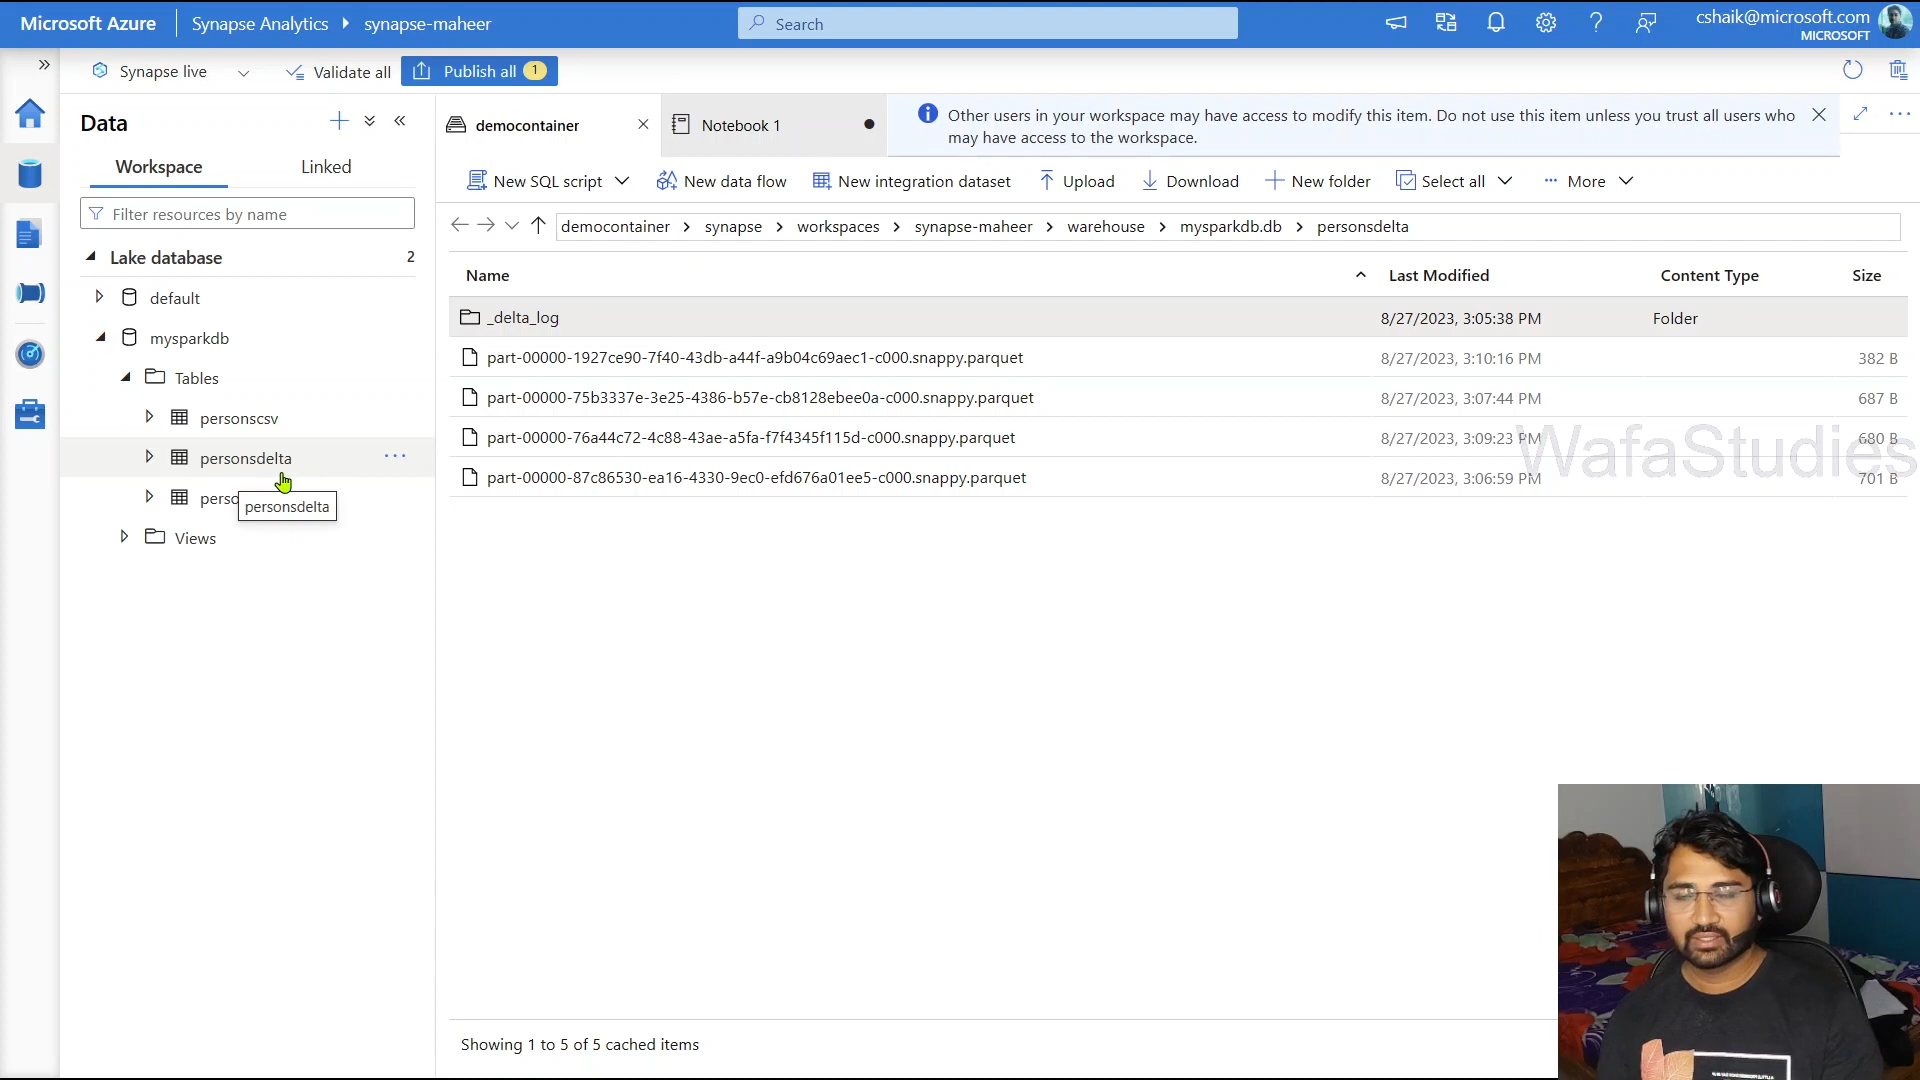 Microsoft Azure
Synapse Analytics
synapse-maheer
Search
cshaik@microsoft.com
MICROSOFT
Synapse live
Validate all
Publish all 1
Data
Workspace
Linked
Filter resources by name
Lake database 2
default
mysparkdb
Tables
personscsv
personsdelta
perso
personsdelta
Views
democontainer
Notebook 1
Other users in your workspace may have access to modify this item. Do not use this item unless you trust all users who
may have access to the workspace.
New SQL script
New data flow
New integration dataset
Upload
Download
New folder
Select all
More
democontainer > synapse > workspaces > synapse-maheer > warehouse > mysparkdb.db > personsdelta
Name Last Modified Content Type Size
_delta_log 8/27/2023, 3:05:38 PM Folder
part-00000-1927ce90-7f40-43db-a44f-a9b04c69aec1-c000.snappy.parquet 8/27/2023, 3:10:16 PM 382 B
part-00000-75b3337e-3e25-4386-b57e-cb8128ebee0a-c000.snappy.parquet 8/27/2023, 3:07:44 PM 687 B
part-00000-76a44c72-4c88-43ae-a5fa-f7f4345f115d-c000.snappy.parquet 8/27/2023, 3:09:23 PM 680 B
WafaStudies
part-00000-87c86530-ea16-4330-9ec0-efd676a01ee5-c000.snappy.parquet 8/27/2023, 3:06:59 PM 701 B
Showing 1 to 5 of 5 cached items